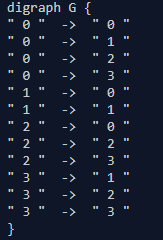 digraph G {
" 0 " -> " 0 "
" 0 " -> " 1 "
" 0 " -> " 2 "
" 0 " -> " 3 "
" 1 " -> " 0 "
" 1 " -> " 1 "
" 2 " -> " 0 "
" 2 " -> " 2 "
" 2 " -> " 3 "
" 3 " -> " 1 "
" 3 " -> " 2 "
" 3 " -> " 3 "
}